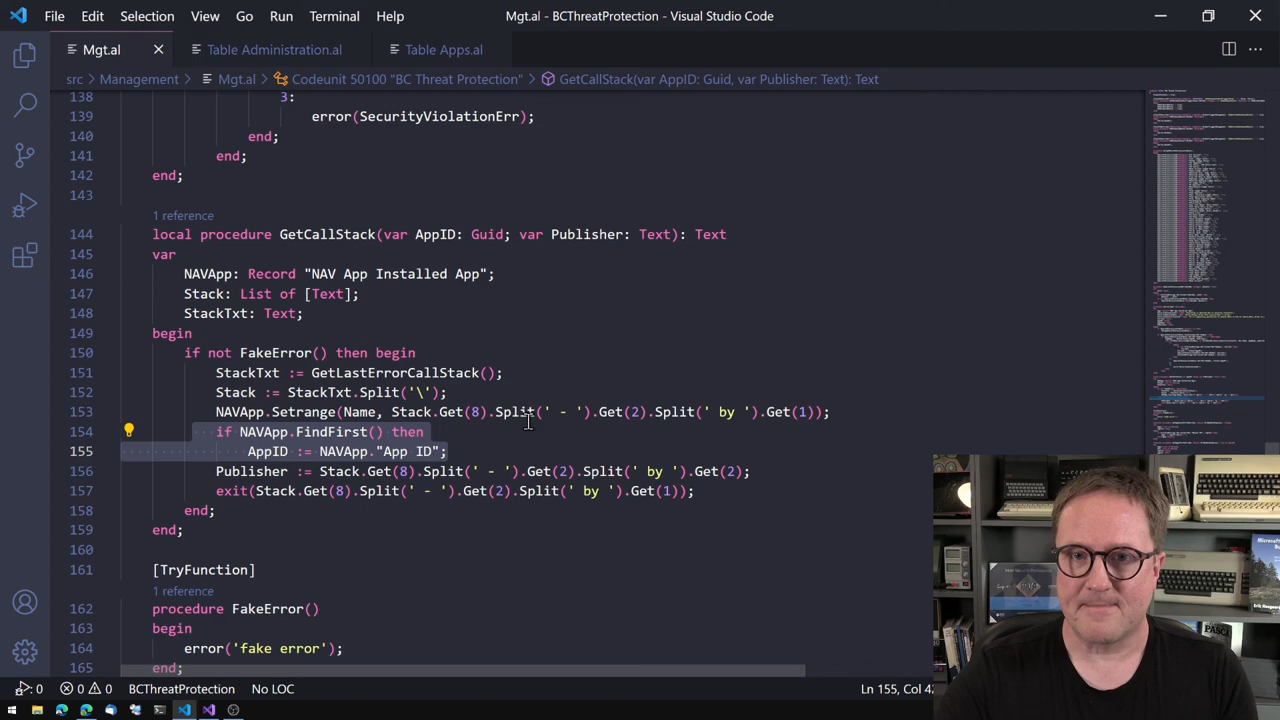 File Edit Selection View Go Run Terminal Help
Mgt.al - BCThreatProtection - Visual Studio Code
Mgt.al Table Administration.al Table Apps.al
src > Management > Mgt.al > Codeunit 50100 "BC Threat Protection" > GetCallStack(var AppID: Guid, var Publisher: Text): Text
138 3:
139 error(SecurityViolationErr);
140 end;
141 end;
142 end;
143
1 reference
144 local procedure GetCallstack(var AppID: Guid; var Publisher: Text): Text
145 var
146 NAVApp: Record "NAV App Installed App";
147 Stack: List of [Text];
148 StackTxt: Text;
149 begin
150 if not FakeError() then begin
151 StackTxt := GetLastErrorCallStack();
152 Stack := StackTxt.Split('\');
153 NAVApp.Setrange(Name, Stack.Get(8).Split(' - ').Get(2).Split(' by ').Get(1));
154 if NAVApp.FindFirst() then
155 AppID := NAVApp."App ID";
156 Publisher := Stack.Get(8).Split(' - ').Get(2).Split(' by ').Get(2);
157 exit(Stack.Get(8).Split(' - ').Get(2).Split(' by ').Get(1));
158 end;
159 end;
160
161 [TryFunction]
1 reference
162 procedure FakeError()
163 begin
164 error('fake error');
165 end;
0 0 0 BCThreatProtection No LOC
Ln 155, Col 42